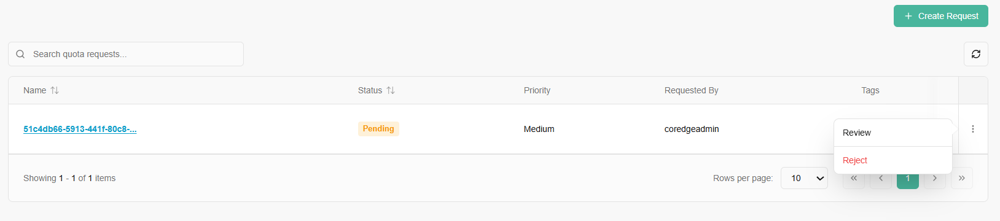 Create Request
Search quota requests...
Name Status Priority Requested By Tags
51c4db66-5913-441f-80c8-... Pending Medium coredgeadmin
Review
Reject
Showing 1 - 1 of 1 items Rows per page: 10 « ‹ 1 › »